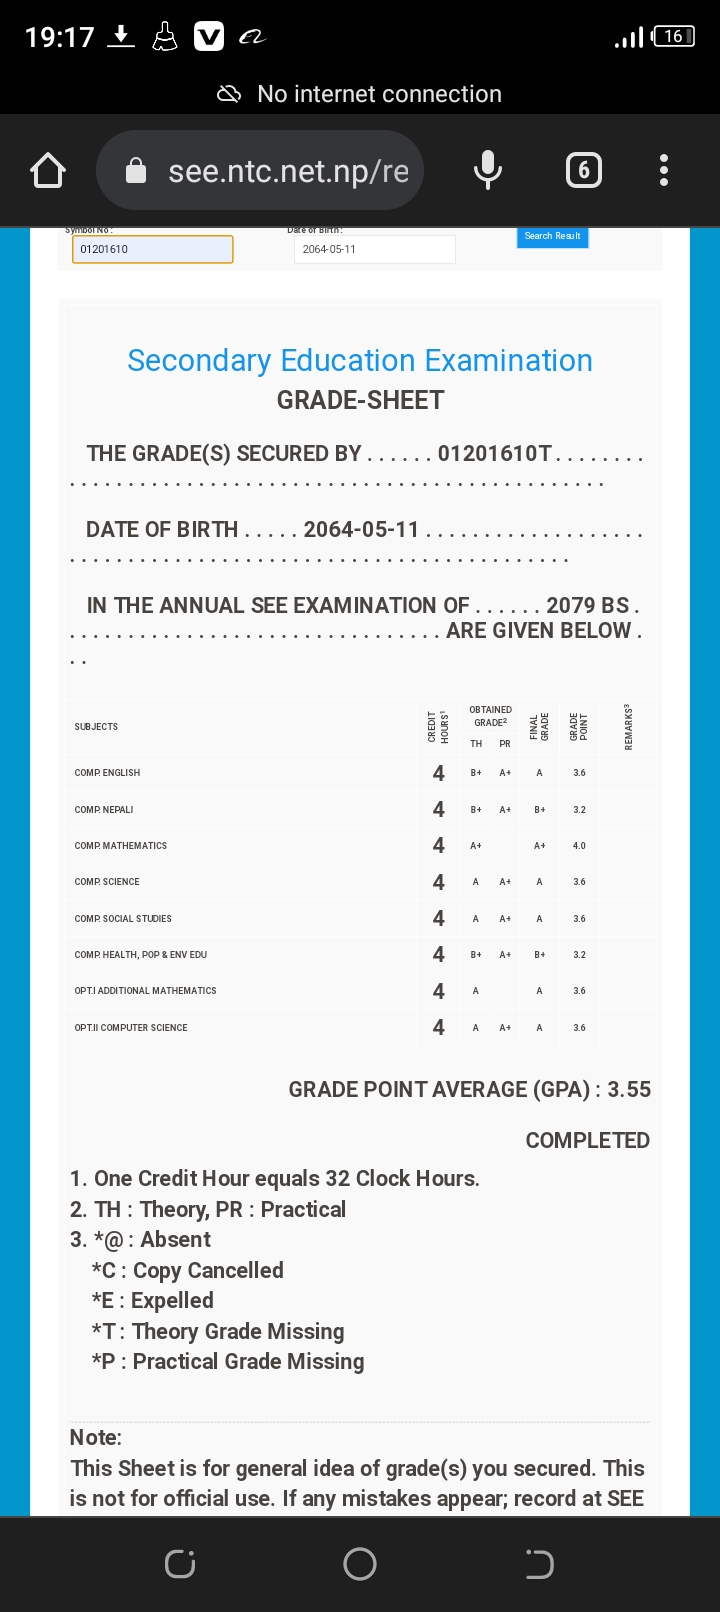 19:17
16
No internet connection
see.ntc.net.np/re
6
Symbol No :
Date of Birth :
01201610
2064-05-11
Search Result
Secondary Education Examination
GRADE-SHEET
THE GRADE(S) SECURED BY . . . . . . 01201610T . . . . . . . .
. . . . . . . . . . . . . . . . . . . . . . . . . . . . . . . . . . . . . . . . . . . . . .
DATE OF BIRTH . . . . . 2064-05-11 . . . . . . . . . . . . . . . . . . .
. . . . . . . . . . . . . . . . . . . . . . . . . . . . . . . . . . . . . . . . . . .
IN THE ANNUAL SEE EXAMINATION OF . . . . . . 2079 BS .
. . . . . . . . . . . . . . . . . . . . . . . . . . . . . . . . ARE GIVEN BELOW .
. .
SUBJECTS CREDIT HOURS¹ OBTAINED GRADE² FINAL GRADE GRADE POINT REMARKS³
TH PR
COMP. ENGLISH 4 B+ A+ A 3.6
COMP. NEPALI 4 B+ A+ B+ 3.2
COMP. MATHEMATICS 4 A+ A+ 4.0
COMP. SCIENCE 4 A A+ A 3.6
COMP. SOCIAL STUDIES 4 A A+ A 3.6
COMP. HEALTH, POP & ENV EDU 4 B+ A+ B+ 3.2
OPT.I ADDITIONAL MATHEMATICS 4 A A 3.6
OPT.II COMPUTER SCIENCE 4 A A+ A 3.6
GRADE POINT AVERAGE (GPA) : 3.55
COMPLETED
1. One Credit Hour equals 32 Clock Hours.
2. TH : Theory, PR : Practical
3. *@ : Absent
*C : Copy Cancelled
*E : Expelled
*T : Theory Grade Missing
*P : Practical Grade Missing
Note:
This Sheet is for general idea of grade(s) you secured. This
is not for official use. If any mistakes appear; record at SEE